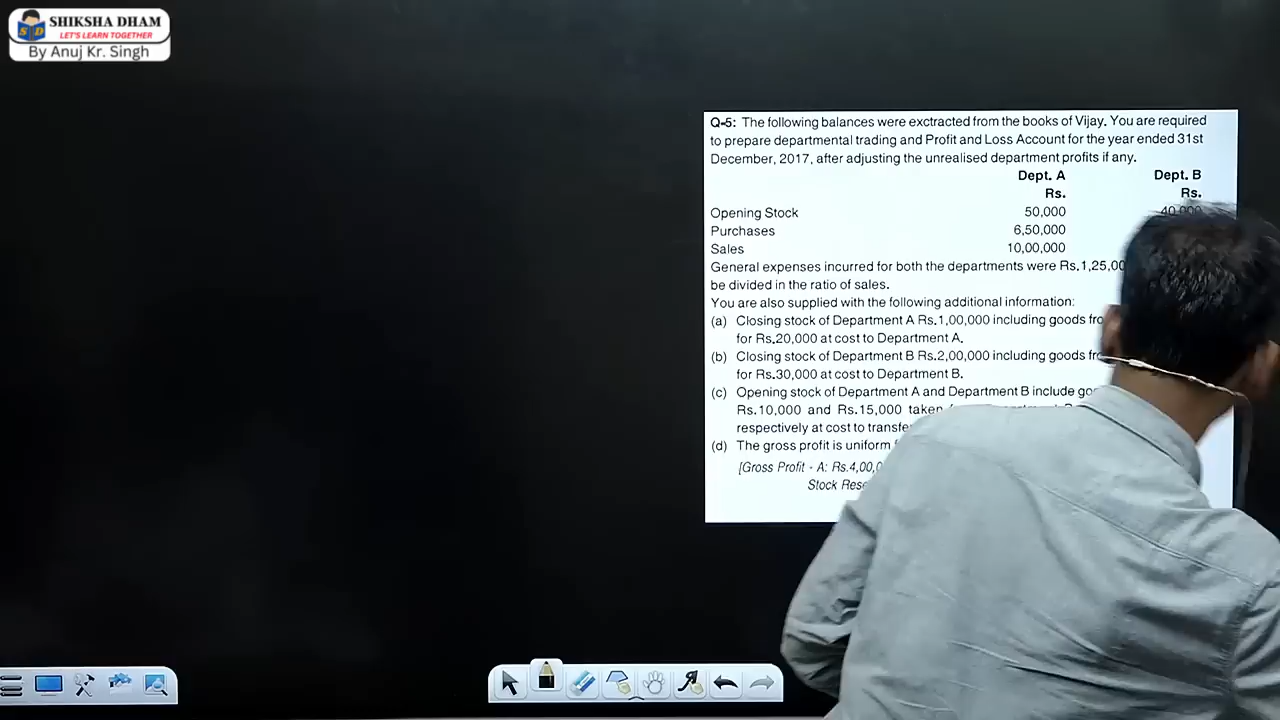 SHIKSHA DHAM
LET'S LEARN TOGETHER
By Anuj Kr. Singh
SD
Q-5: The following balances were exctracted from the books of Vijay. You are required
to prepare departmental trading and Profit and Loss Account for the year ended 31st
December, 2017, after adjusting the unrealised department profits if any.
Dept. A Dept. B
Rs. Rs.
Opening Stock 50,000 40,000
Purchases 6,50,000
Sales 10,00,000
General expenses incurred for both the departments were Rs.1,25,00
be divided in the ratio of sales.
You are also supplied with the following additional information:
(a) Closing stock of Department A Rs.1,00,000 including goods
for Rs.20,000 at cost to Department A.
(b) Closing stock of Department B Rs.2,00,000 including goods
for Rs.30,000 at cost to Department B.
(c) Opening stock of Department A and Department B include
Rs.10,000 and Rs.15,000 taken
respectively at cost to
(d) The gross profit is uniform
[Gross Profit - A: Rs.4,00,0
Stock